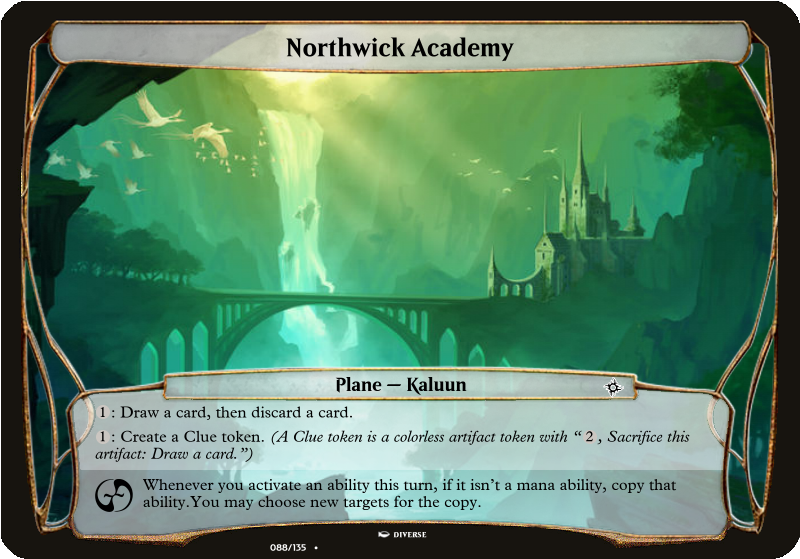 Northwick Academy
Plane — Kaluun
1 : Draw a card, then discard a card.
1 : Create a Clue token. (A Clue token is a colorless artifact token with “ 2 , Sacrifice this
artifact: Draw a card.”)
Whenever you activate an ability this turn, if it isn't a mana ability, copy that
ability.You may choose new targets for the copy.
DIVERSE
088/135 •